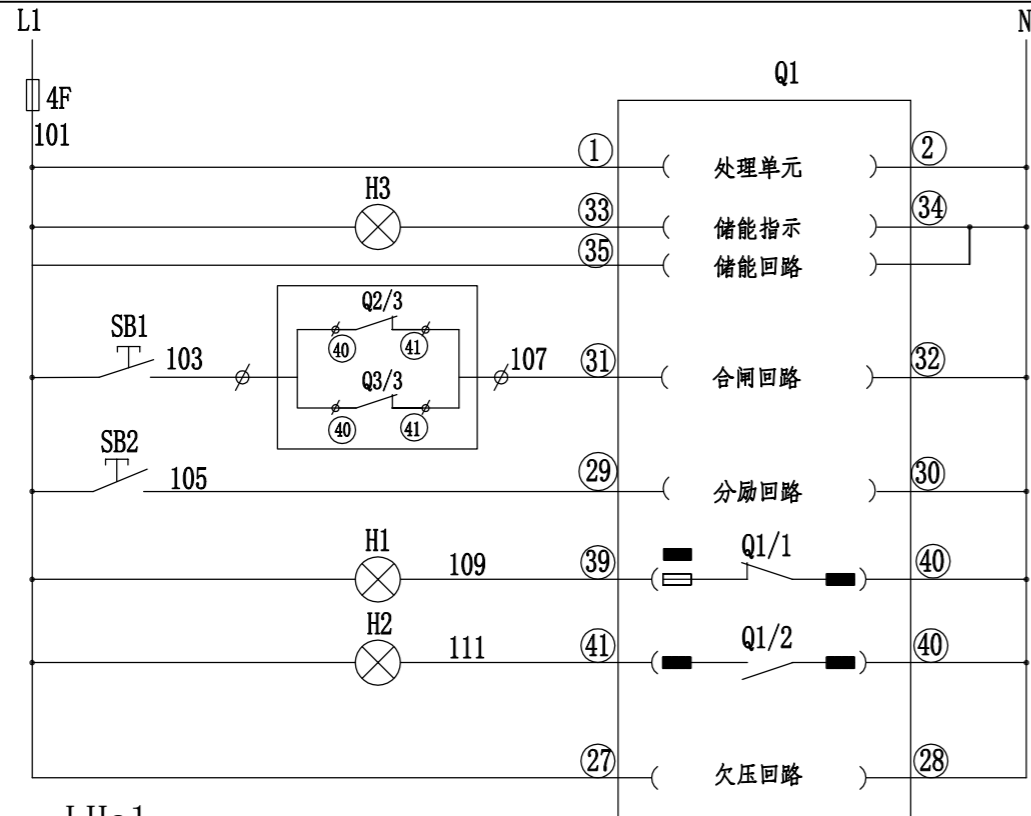 L1 N
4F
101
Q1
① 处理单元 ②
H3 ㉝ 储能指示 ㉞
㉟ 储能回路
SB1 103
Q2/3
㊵ ㊶
Q3/3
㊵ ㊶
107 ㉛ 合闸回路 ㉜
SB2 105 ㉙ 分励回路 ㉚
H1 109 ㊴ Q1/1 ㊵
H2 111 ㊶ Q1/2 ㊵
㉗ 欠压回路 ㉘